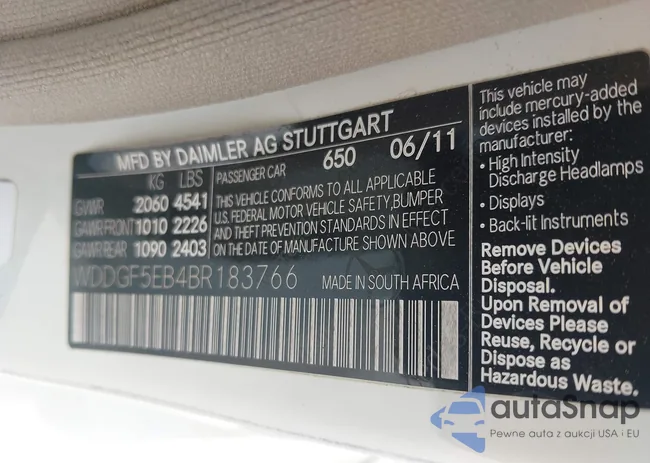 MFD BY DAIMLER AG STUTTGART
KG LBS
GVWR 2060 4541
GAWR FRONT 1010 2226
GAWR REAR 1090 2403
PASSENGER CAR 650 06/11
THIS VEHICLE CONFORMS TO ALL APPLICABLE
U.S. FEDERAL MOTOR VEHICLE SAFETY, BUMPER
AND THEFT PREVENTION STANDARDS IN EFFECT
ON THE DATE OF MANUFACTURE SHOWN ABOVE
WDDGF5EB4BR183766 MADE IN SOUTH AFRICA
This vehicle may
include mercury-added
devices installed by the
manufacturer:
• High Intensity
Discharge Headlamps
• Displays
• Back-lit Instruments
Remove Devices
Before Vehicle
Disposal.
Upon Removal of
Devices Please
Reuse, Recycle or
Dispose as
Hazardous Waste.
autaSnap
Pewne auta z aukcji USA i EU